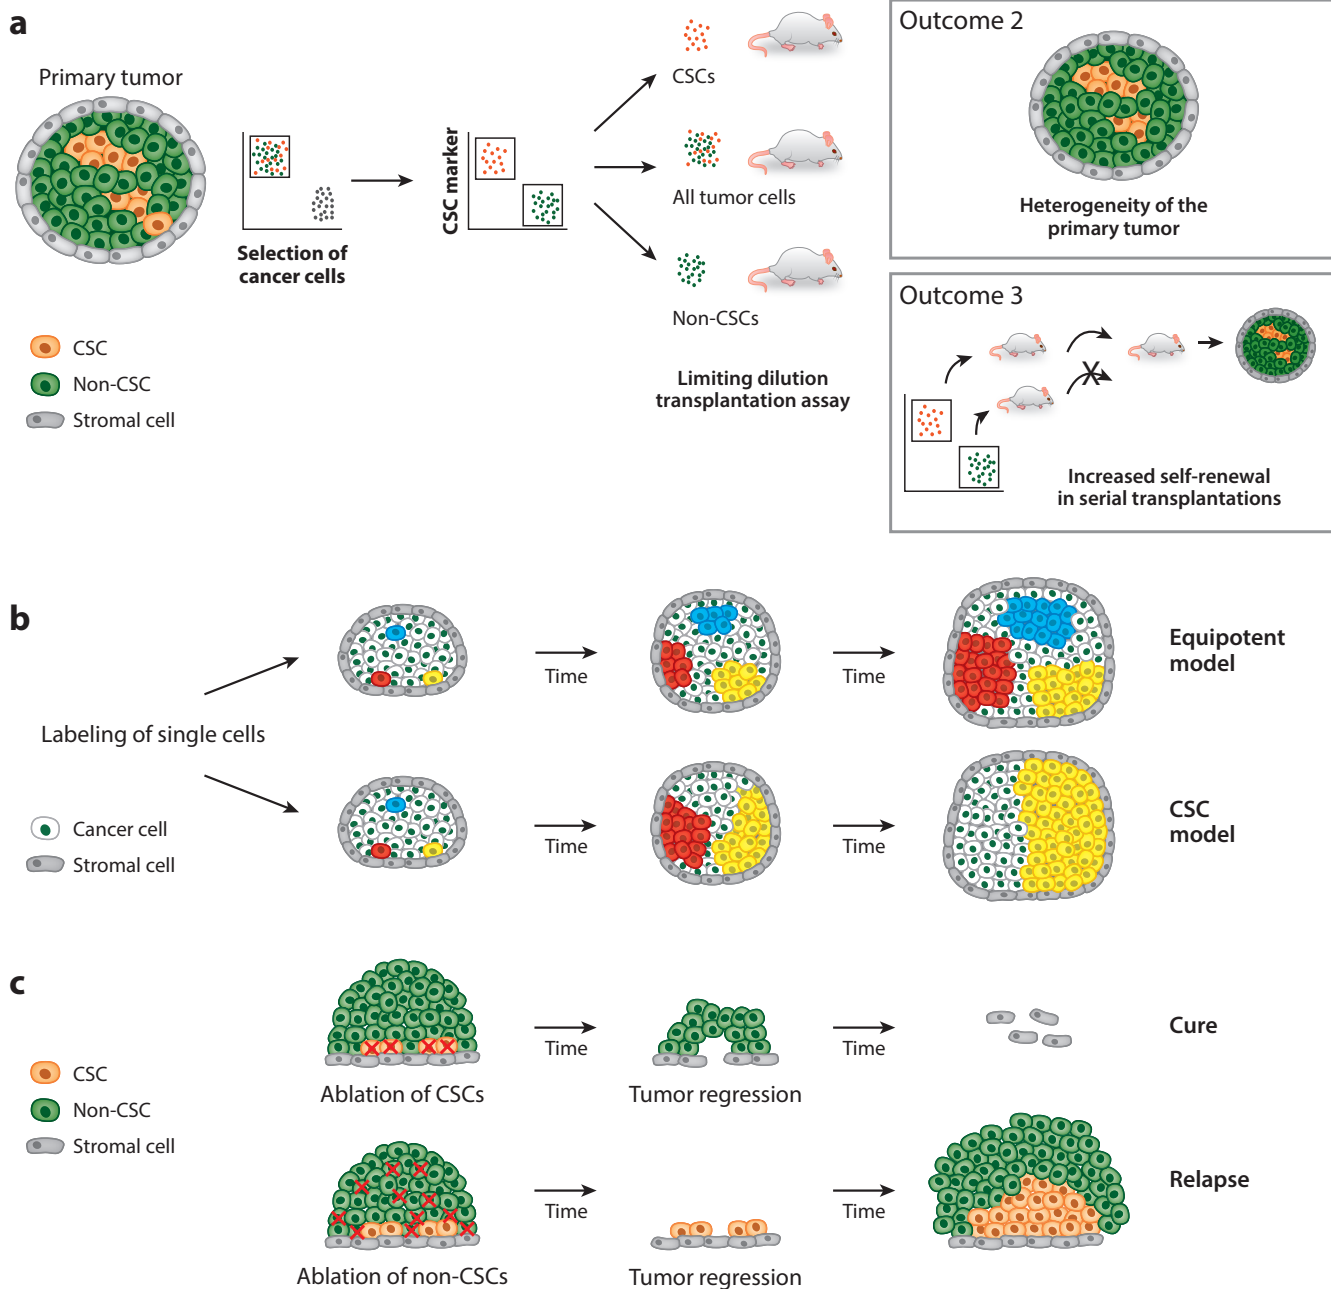 a
Primary tumor
Selection of
cancer cells
CSC marker
CSCs
All tumor cells
Non-CSCs
Limiting dilution
transplantation assay
CSC
Non-CSC
Stromal cell
Outcome 2
Heterogeneity of the
primary tumor
Outcome 3
Increased self-renewal
in serial transplantations
b
Labeling of single cells
Cancer cell
Stromal cell
Time
Time
Equipotent
model
Time
Time
CSC
model
c
CSC
Non-CSC
Stromal cell
Ablation of CSCs
Time
Tumor regression
Time
Cure
Ablation of non-CSCs
Time
Tumor regression
Time
Relapse